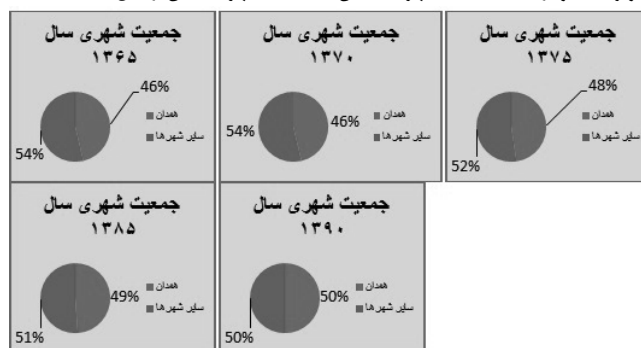 جمعیت شهری سال
۱۳۶۵
46%
54%
همدان
سایر شهرها
جمعیت شهری سال
۱۳۷۰
54%
46%
همدان
سایر شهرها
جمعیت شهری سال
۱۳۷۵
48%
52%
همدان
سایر شهرها
جمعیت شهری سال
۱۳۸۵
49%
51%
همدان
سایر شهرها
جمعیت شهری سال
۱۳۹۰
50%
50%
همدان
سایر شهرها